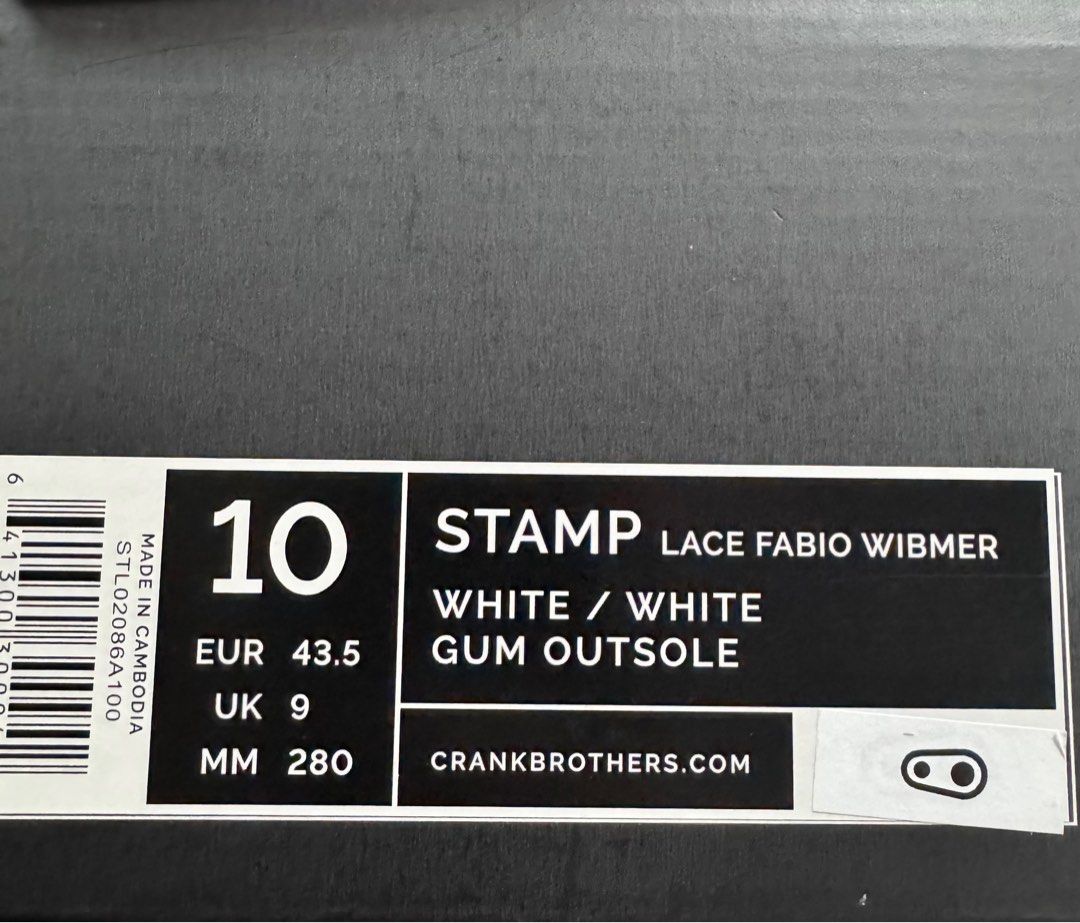 10
EUR 43.5
UK 9
MM 280
STAMP LACE FABIO WIBMER
WHITE / WHITE
GUM OUTSOLE
CRANKBROTHERS.COM
MADE IN CAMBODIA
STL02086A100